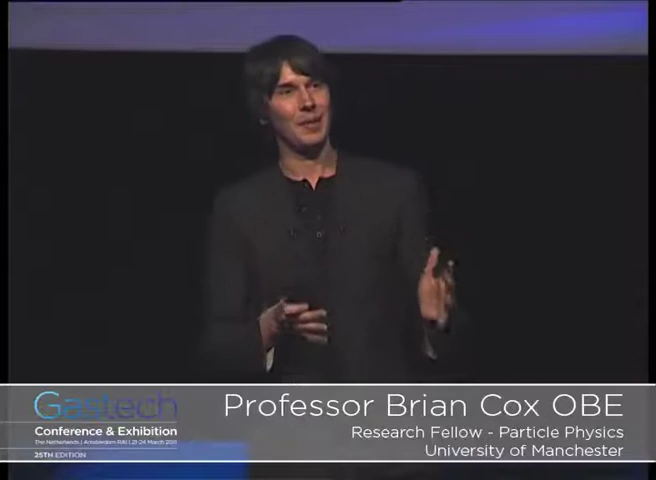 Gastech
Conference & Exhibition
The Netherlands | Amsterdam RAI | 21-24 March 2011
25TH EDITION
Professor Brian Cox OBE
Research Fellow - Particle Physics
University of Manchester